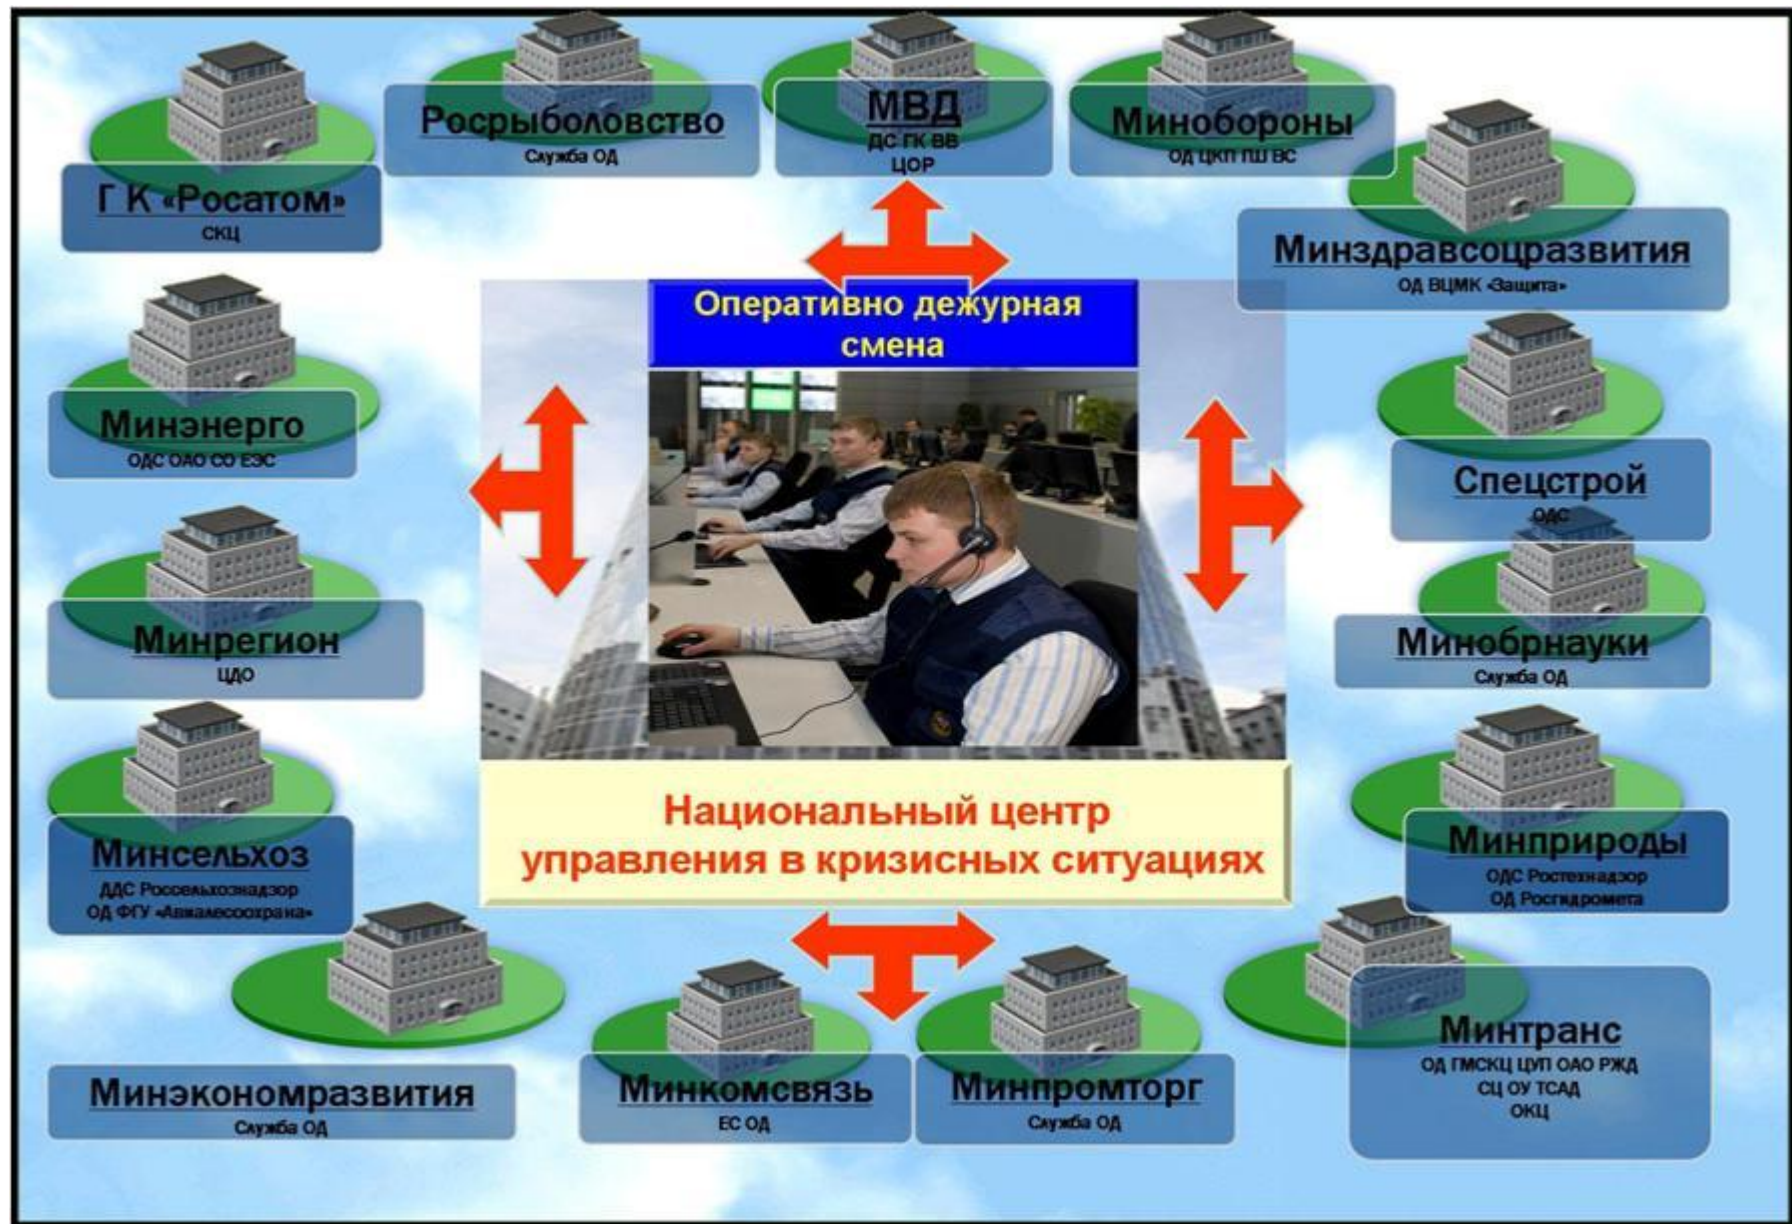 Росрыболовство
Служба ОД
МВД
ДС ГК ВВ
ЦОР
Минобороны
ОД ЦКП ГШ ВС
Г К «Росатом»
СКЦ
Минздравсоцразвития
ОД ВЦМК «Защита»
Оперативно дежурная
смена
Минэнерго
ОДС ОАО СО ЕЭС
Спецстрой
ОДС
Минрегион
ЦДО
Минобрнауки
Служба ОД
Минсельхоз
ДДС Россельхознадзор
ОД ФГУ «Авиалесоохрана»
Национальный центр
управления в кризисных ситуациях
Минприроды
ОДС Ростехнадзор
ОД Росгидромета
Минэкономразвития
Служба ОД
Минкомсвязь
ЕС ОД
Минпромторг
Служба ОД
Минтранс
ОД ГМСКЦ ЦУП ОАО РЖД
СЦ ОУ ТСАД
ОКЦ